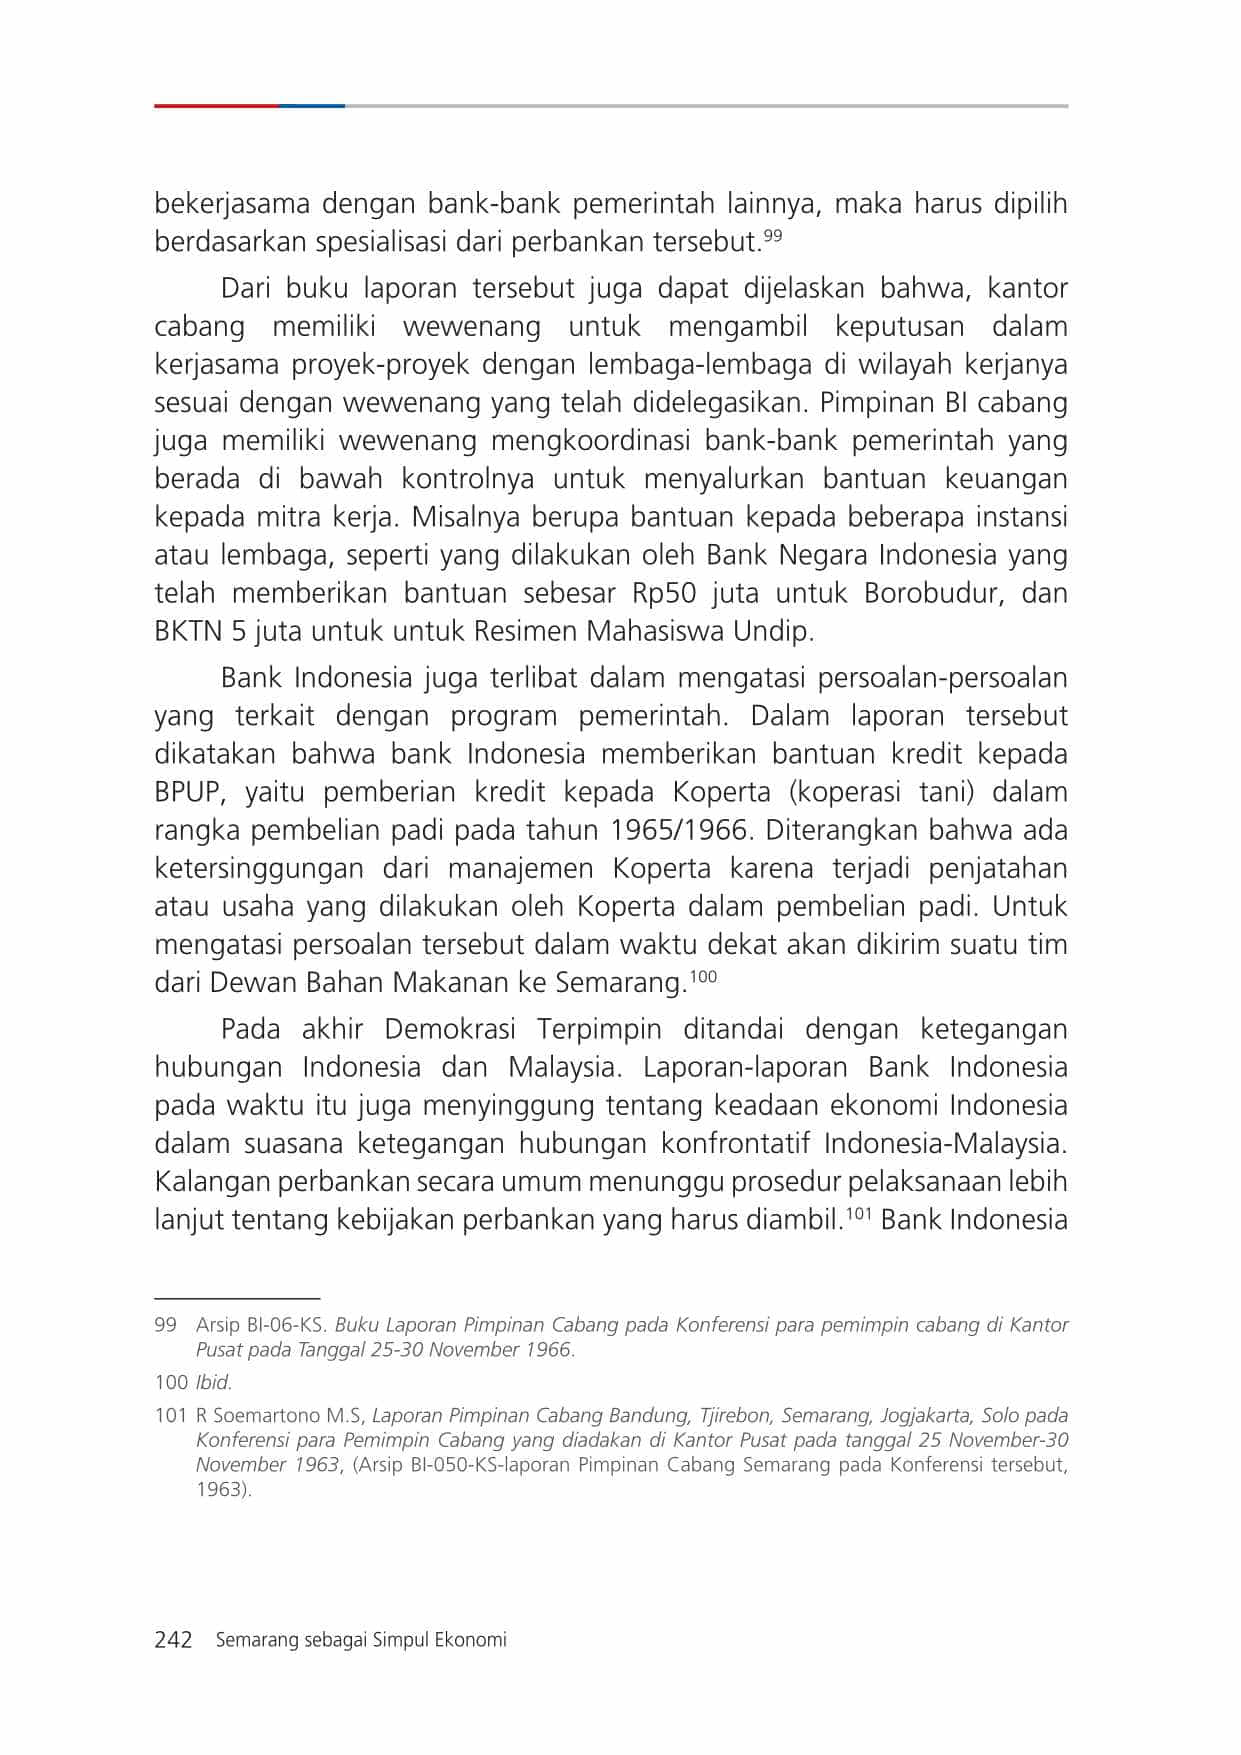 bekerjasama dengan bank-bank pemerintah lainnya, maka harus dipilih
berdasarkan spesialisasi dari perbankan tersebut.99
Dari buku laporan tersebut juga dapat dijelaskan bahwa, kantor
cabang memiliki wewenang untuk mengambil keputusan dalam
kerjasama proyek-proyek dengan lembaga-lembaga di wilayah kerjanya
sesuai dengan wewenang yang telah didelegasikan. Pimpinan BI cabang
juga memiliki wewenang mengkoordinasi bank-bank pemerintah yang
berada di bawah kontrolnya untuk menyalurkan bantuan keuangan
kepada mitra kerja. Misalnya berupa bantuan kepada beberapa instansi
atau lembaga, seperti yang dilakukan oleh Bank Negara Indonesia yang
telah memberikan bantuan sebesar Rp50 juta untuk Borobudur, dan
BKTN 5 juta untuk untuk Resimen Mahasiswa Undip.
Bank Indonesia juga terlibat dalam mengatasi persoalan-persoalan
yang terkait dengan program pemerintah. Dalam laporan tersebut
dikatakan bahwa bank Indonesia memberikan bantuan kredit kepada
BPUP, yaitu pemberian kredit kepada Koperta (koperasi tani) dalam
rangka pembelian padi pada tahun 1965/1966. Diterangkan bahwa ada
ketersinggungan dari manajemen Koperta karena terjadi penjatahan
atau usaha yang dilakukan oleh Koperta dalam pembelian padi. Untuk
mengatasi persoalan tersebut dalam waktu dekat akan dikirim suatu tim
dari Dewan Bahan Makanan ke Semarang.100
Pada akhir Demokrasi Terpimpin ditandai dengan ketegangan
hubungan Indonesia dan Malaysia. Laporan-laporan Bank Indonesia
pada waktu itu juga menyinggung tentang keadaan ekonomi Indonesia
dalam suasana ketegangan hubungan konfrontatif Indonesia-Malaysia.
Kalangan perbankan secara umum menunggu prosedur pelaksanaan lebih
lanjut tentang kebijakan perbankan yang harus diambil.101 Bank Indonesia
99 Arsip BI-06-KS. Buku Laporan Pimpinan Cabang pada Konferensi para pemimpin cabang di Kantor
Pusat pada Tanggal 25-30 November 1966.
100 Ibid.
101 R Soemartono M.S, Laporan Pimpinan Cabang Bandung, Tjirebon, Semarang, Jogjakarta, Solo pada
Konferensi para Pemimpin Cabang yang diadakan di Kantor Pusat pada tanggal 25 November-30
November 1963, (Arsip BI-050-KS-laporan Pimpinan Cabang Semarang pada Konferensi tersebut,
1963).
242 Semarang sebagai Simpul Ekonomi